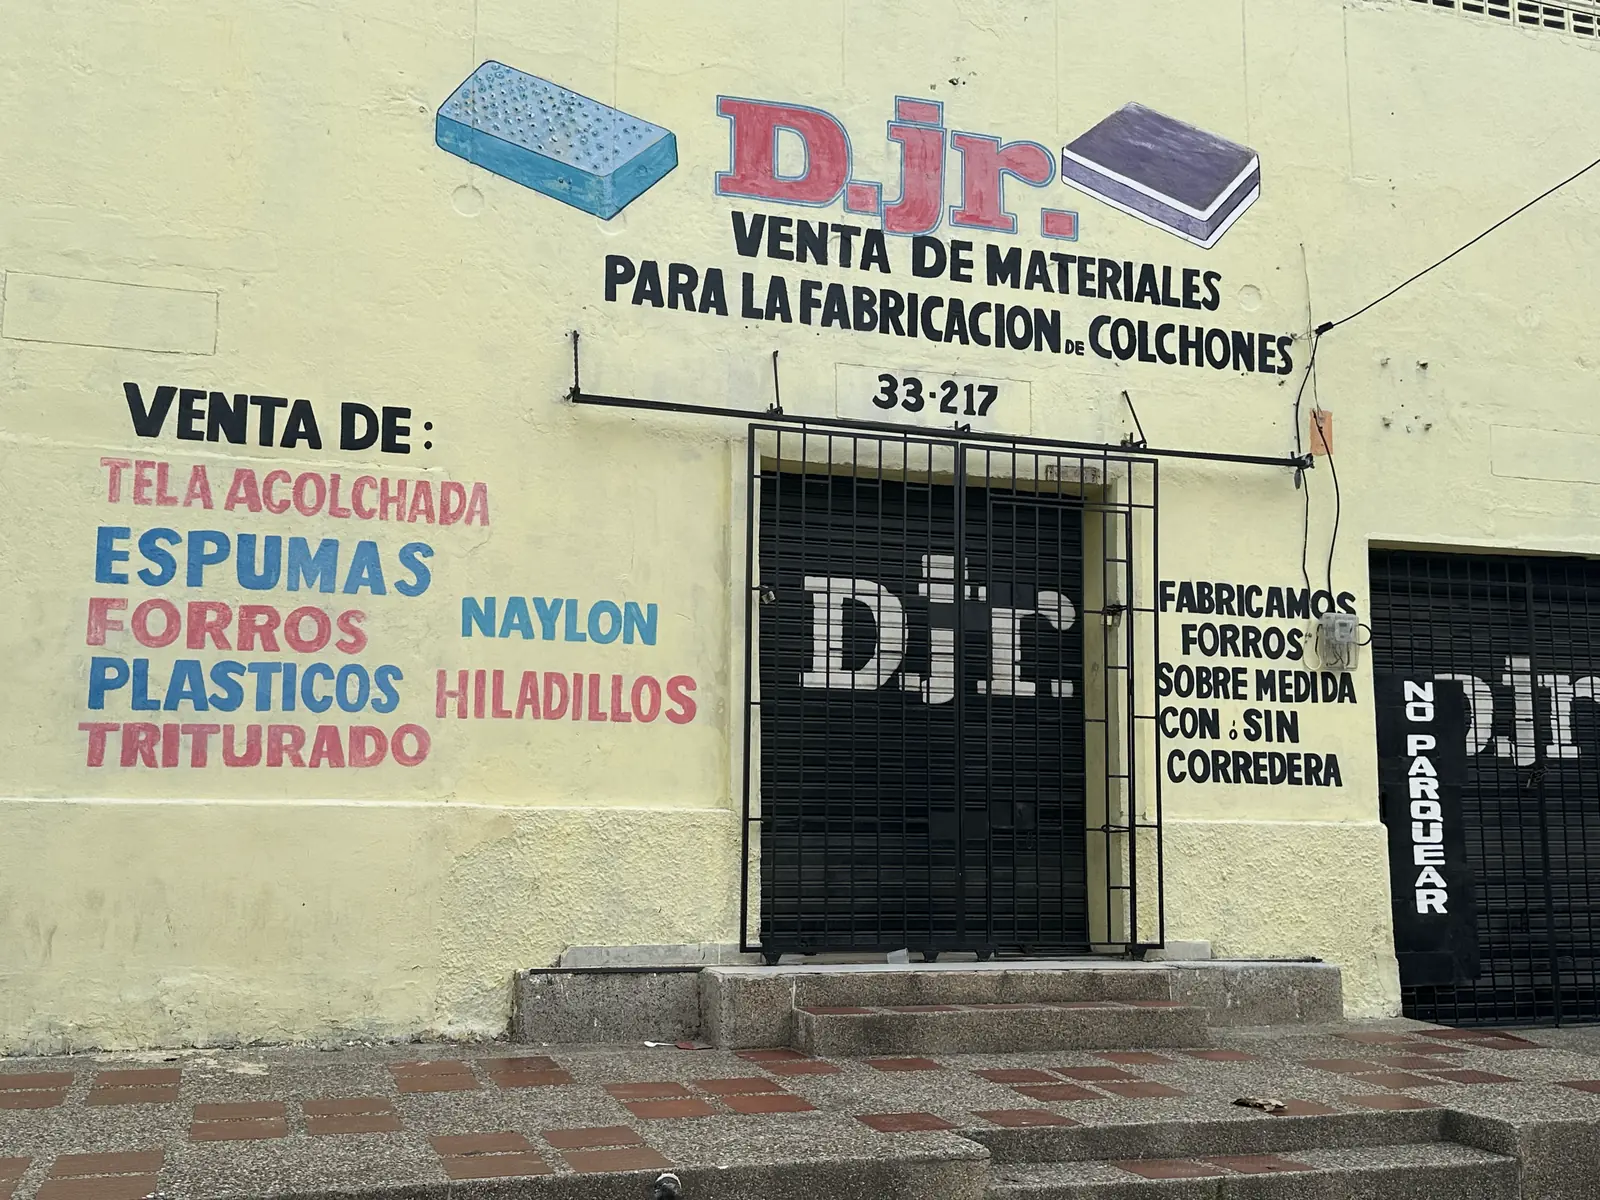 D.jr.
VENTA DE MATERIALES
PARA LA FABRICACION DE COLCHONES
33-217
VENTA DE:
TELA ACOLCHADA
ESPUMAS
FORROS
PLASTICOS
TRITURADO
NAYLON
HILADILLOS
D.jr.
FABRICAMOS
FORROS
SOBRE MEDIDA
CON ó SIN
CORREDERA
NO PARQUEAR
D.jr